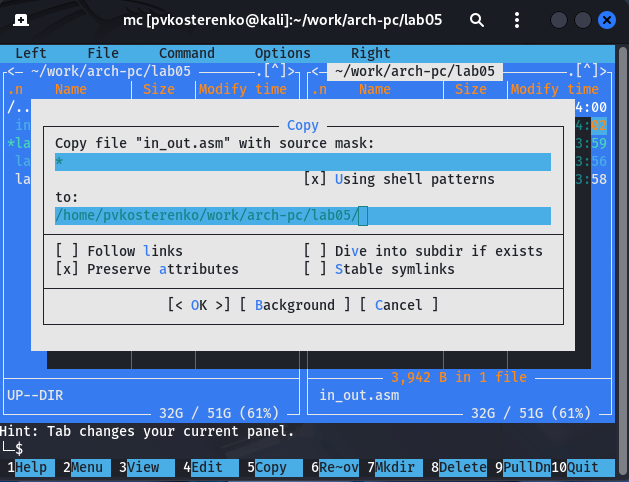 mc [pvkosterenko@kali]:~/work/arch-pc/lab05
Left File Command Options Right
<— ~/work/arch-pc/lab05 .[^]> <— ~/work/arch-pc/lab05 .[^]>
.n Name Size Modify time .n Name Size Modify time
/.. 4:00
in
*la 3:59
la 3:56
la 3:58
Copy
Copy file "in_out.asm" with source mask:
*
[x] Using shell patterns
to:
/home/pvkosterenko/work/arch-pc/lab05/
[ ] Follow links [ ] Dive into subdir if exists
[x] Preserve attributes [ ] Stable symlinks
[< OK >] [ Background ] [ Cancel ]
3,942 B in 1 file
UP--DIR in_out.asm
32G / 51G (61%) 32G / 51G (61%)
Hint: Tab changes your current panel.
└─$
1Help 2Menu 3View 4Edit 5Copy 6Re~ov 7Mkdir 8Delete 9PullDn 10Quit